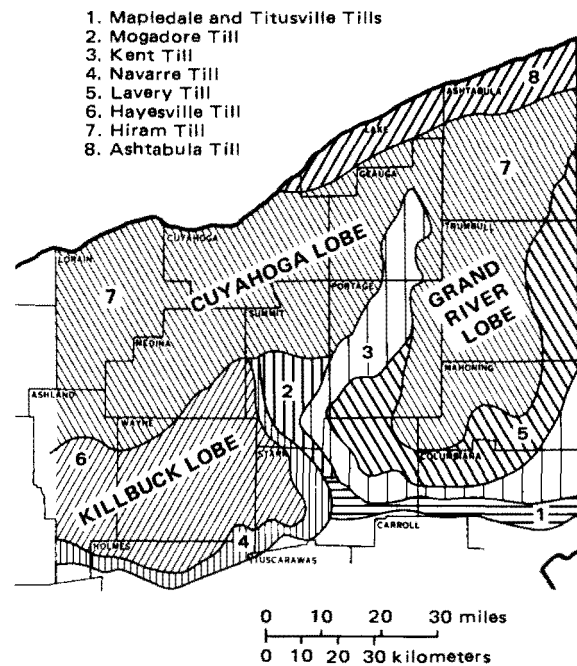 1. Mapledale and Titusville Tills
2. Mogadore Till
3. Kent Till
4. Navarre Till
5. Lavery Till
6. Hayesville Till
7. Hiram Till
8. Ashtabula Till
8
ASHTABULA
LAKE
7
GEAUGA
TRUMBULL
CUYAHOGA
LORAIN
CUYAHOGA LOBE
PORTAGE
GRAND
RIVER
LOBE
7
SUMMIT
MEDINA
3
MAHONING
ASHLAND
2
WAYNE
5
6
STARK
COLUMBIANA
KILLBUCK LOBE
1
CARROLL
4
HOLMES
TUSCARAWAS
0 10 20 30 miles
0 10 20 30 kilometers